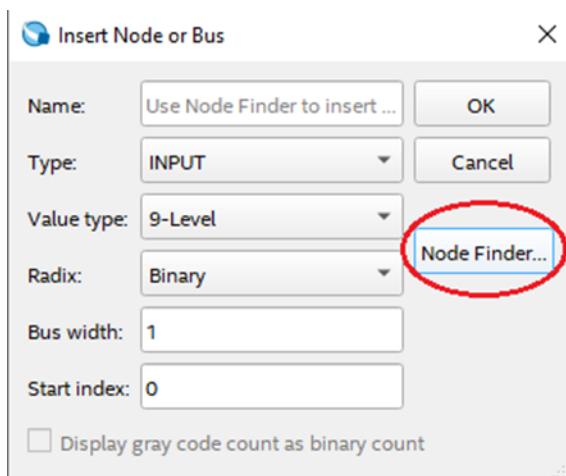 Insert Node or Bus
Name: Use Node Finder to insert ... OK
Type: INPUT Cancel
Value type: 9-Level
Node Finder...
Radix: Binary
Bus width: 1
Start index: 0
Display gray code count as binary count